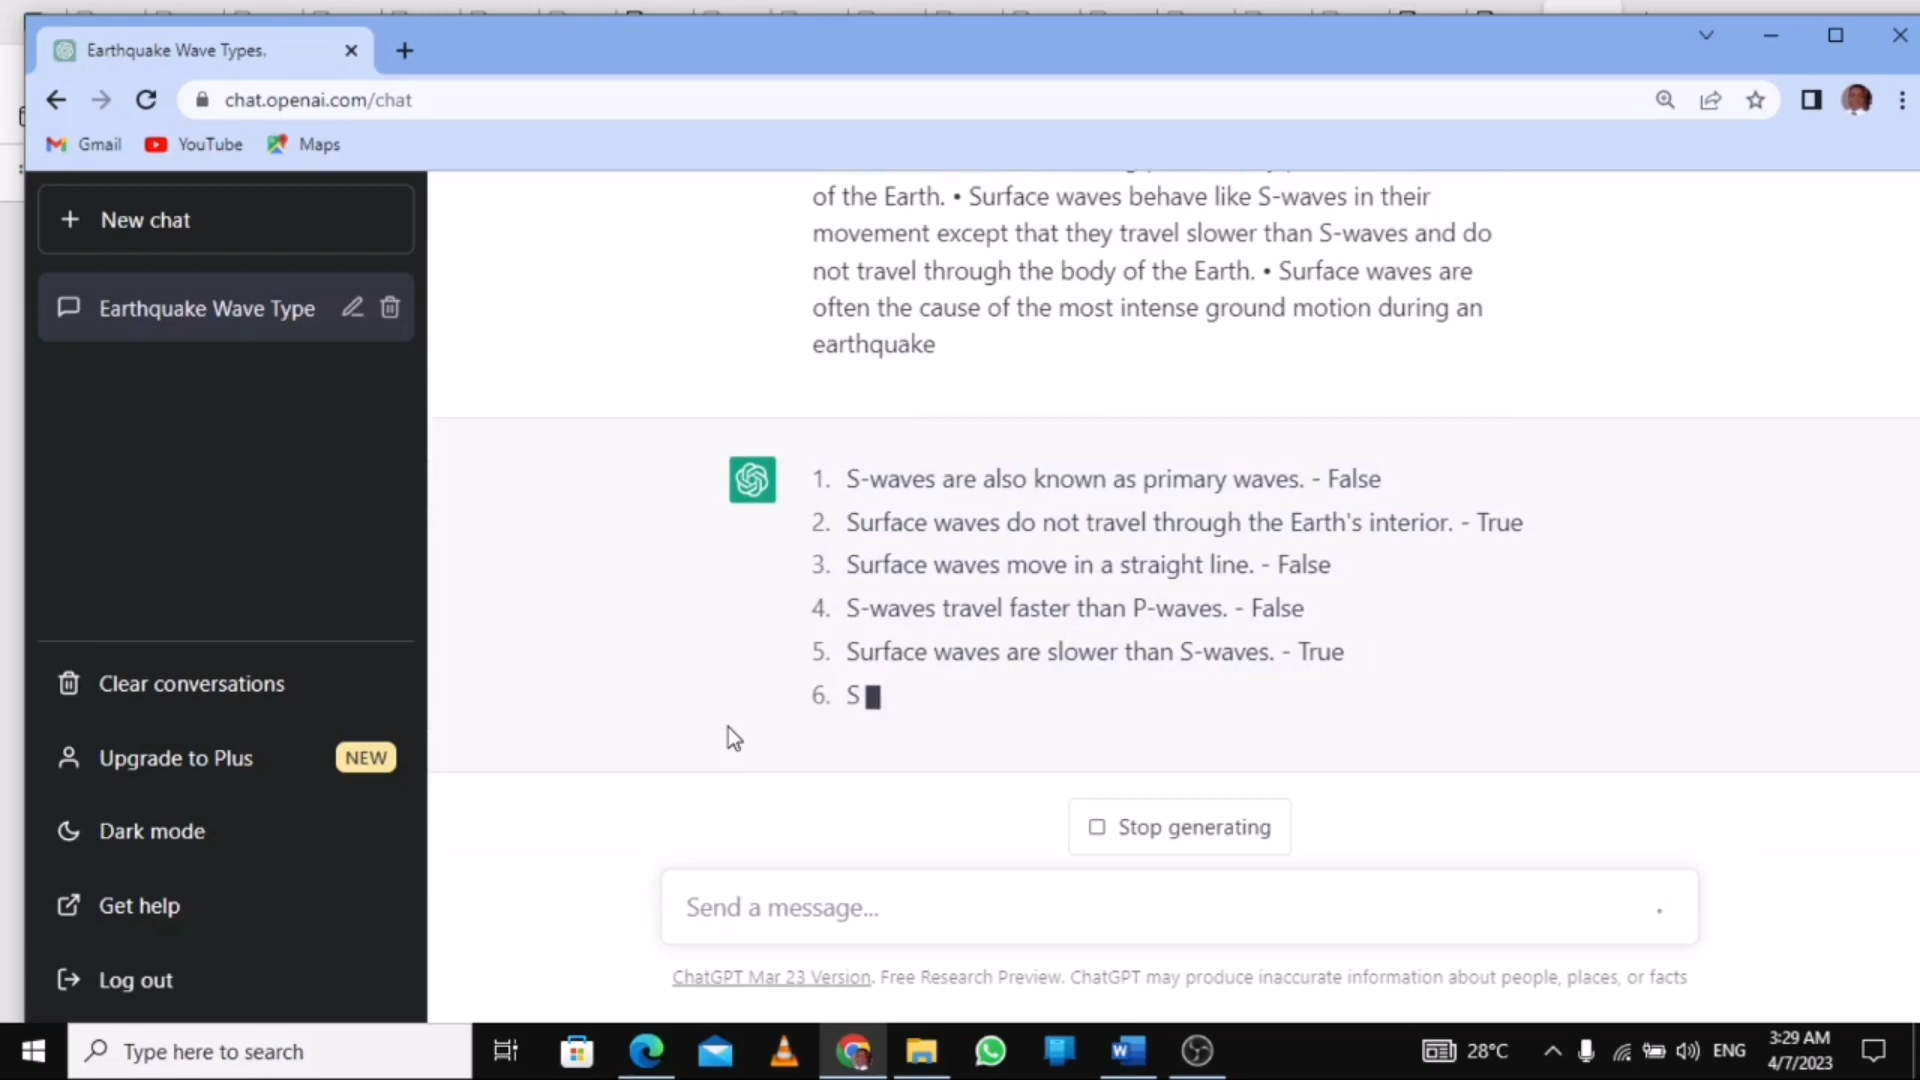 Earthquake Wave Types.
chat.openai.com/chat
Gmail YouTube Maps
New chat
Earthquake Wave Type
Clear conversations
Upgrade to Plus NEW
Dark mode
Get help
Log out
of the Earth. • Surface waves behave like S-waves in their
movement except that they travel slower than S-waves and do
not travel through the body of the Earth. • Surface waves are
often the cause of the most intense ground motion during an
earthquake
1. S-waves are also known as primary waves. - False
2. Surface waves do not travel through the Earth's interior. - True
3. Surface waves move in a straight line. - False
4. S-waves travel faster than P-waves. - False
5. Surface waves are slower than S-waves. - True
6. S
Stop generating
Send a message...
ChatGPT Mar 23 Version. Free Research Preview. ChatGPT may produce inaccurate information about people, places, or facts
Type here to search
28°C
ENG
3:29 AM
4/7/2023